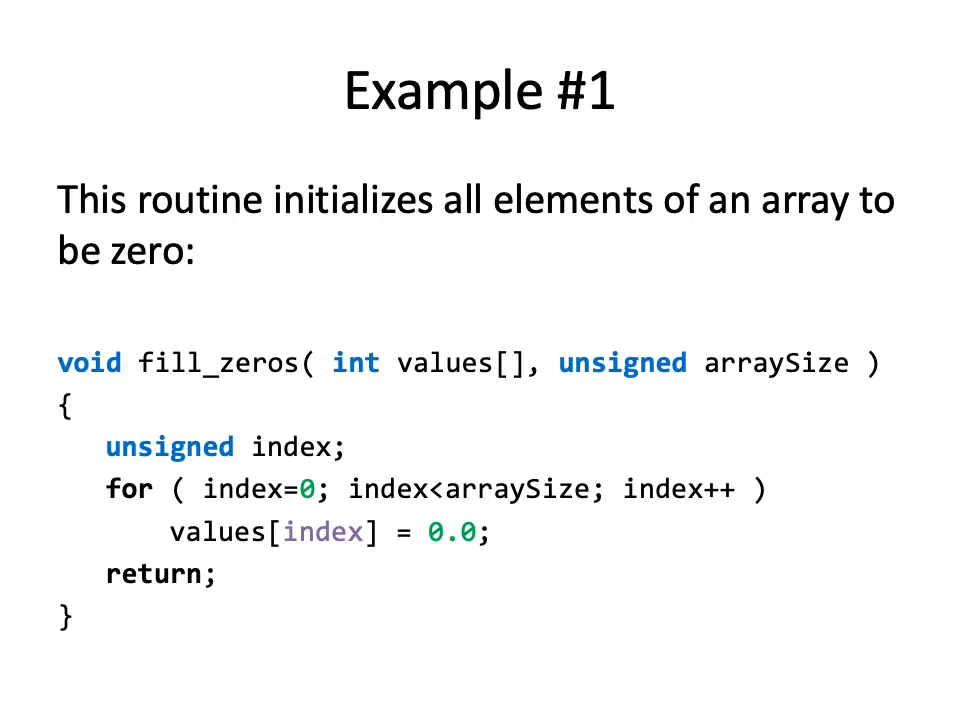 Example #1
This routine initializes all elements of an array to
be zero:
void fill_zeros( int values[], unsigned arraySize )
{
unsigned index;
for ( index=0; index<arraySize; index++ )
values[index] = 0.0;
return;
}